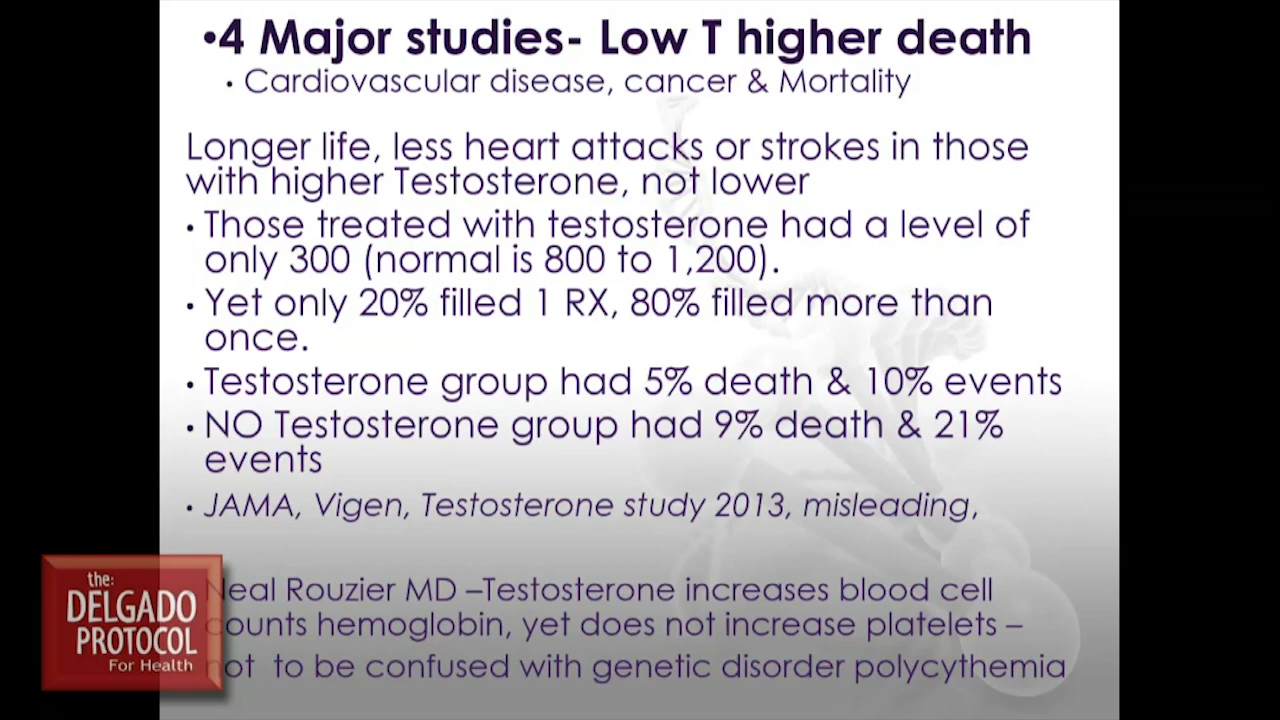 •4 Major studies- Low T higher death
• Cardiovascular disease, cancer & Mortality
Longer life, less heart attacks or strokes in those
with higher Testosterone, not lower
• Those treated with testosterone had a level of
only 300 (normal is 800 to 1,200).
• Yet only 20% filled 1 RX, 80% filled more than
once.
• Testosterone group had 5% death & 10% events
• NO Testosterone group had 9% death & 21%
events
• JAMA, Vigen, Testosterone study 2013, misleading,
Neal Rouzier MD –Testosterone increases blood cell
counts hemoglobin, yet does not increase platelets –
not to be confused with genetic disorder polycythemia
the:
DELGADO
PROTOCOL
For Health